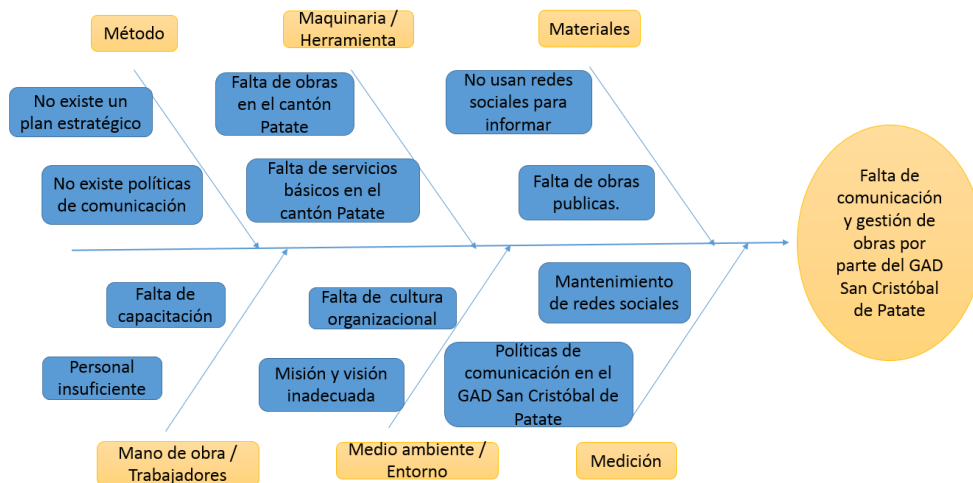 Método
Maquinaria /
Herramienta
Materiales
No existe un
plan estratégico
Falta de obras
en el cantón
Patate
No usan redes
sociales para
informar
No existe políticas
de comunicación
Falta de servicios
básicos en el
cantón Patate
Falta de obras
publicas.
Falta de
comunicación
y gestión de
obras por
parte del GAD
San Cristóbal
de Patate
Falta de
capacitación
Falta de cultura
organizacional
Mantenimiento
de redes sociales
Personal
insuficiente
Misión y visión
inadecuada
Políticas de
comunicación en el
GAD San Cristóbal de
Patate
Mano de obra /
Trabajadores
Medio ambiente /
Entorno
Medición